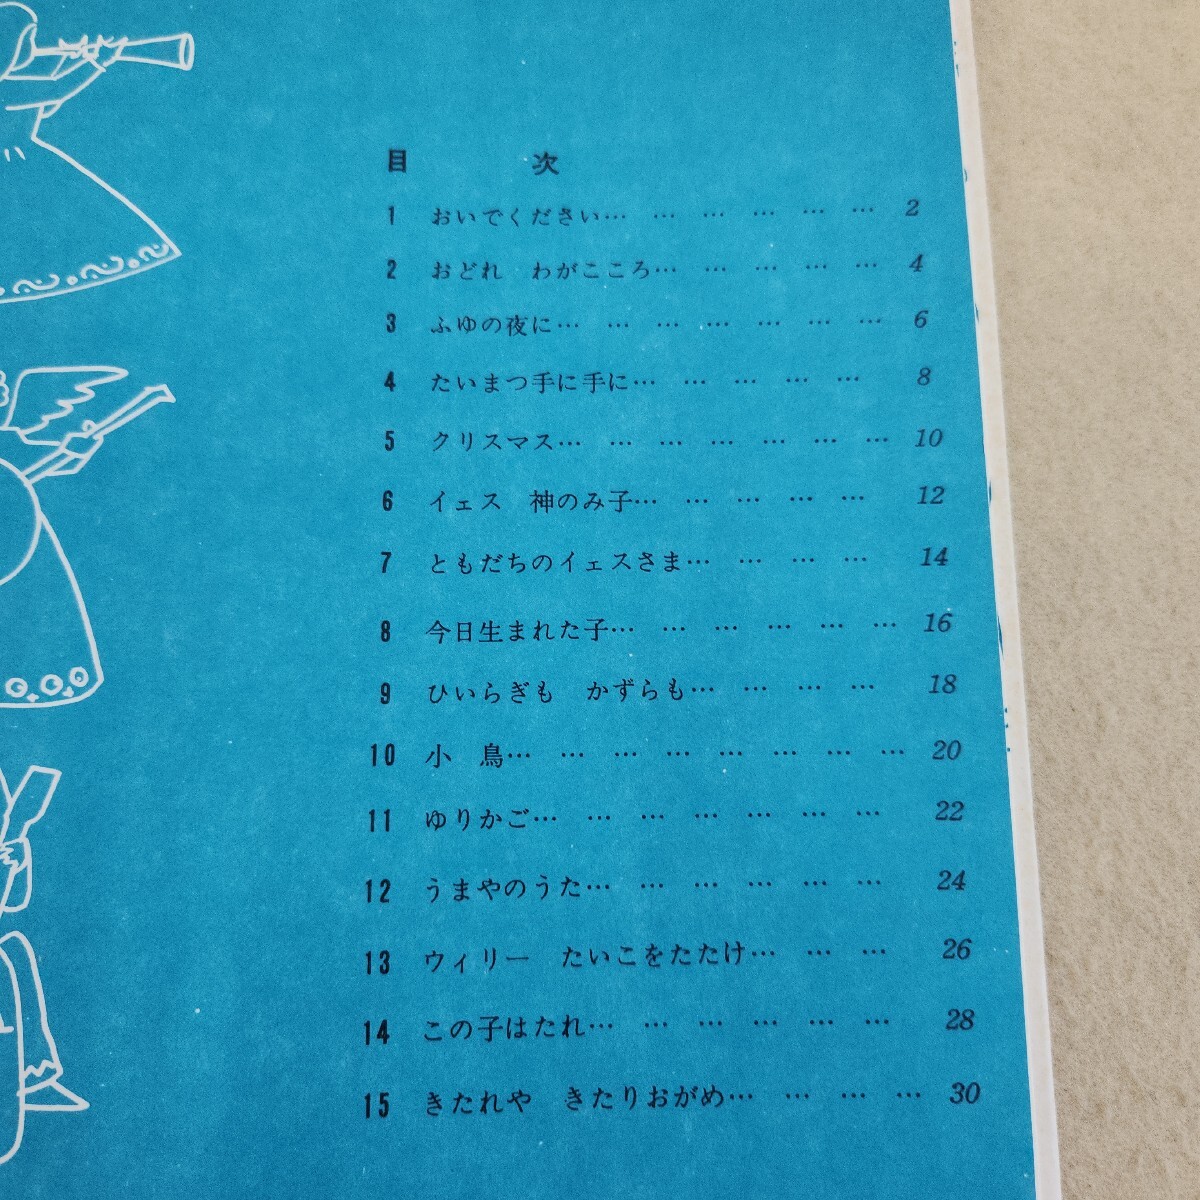 目 次
1 おいでください… … … … … … 2
2 おどれ わがこころ… … … … … 4
3 ふゆの夜に… … … … … … … 6
4 たいまつ手に手に… … … … … 8
5 クリスマス… … … … … … … 10
6 イェス 神のみ子… … … … … 12
7 ともだちのイェスさま… … … … 14
8 今日生まれた子… … … … … … 16
9 ひいらぎも かずらも… … … … 18
10 小 鳥… … … … … … … … 20
11 ゆりかご… … … … … … … 22
12 うまやのうた… … … … … … 24
13 ウィリー たいこをたたけ… … … 26
14 この子はたれ… … … … … … 28
15 きたれや きたりおがめ… … … … 30